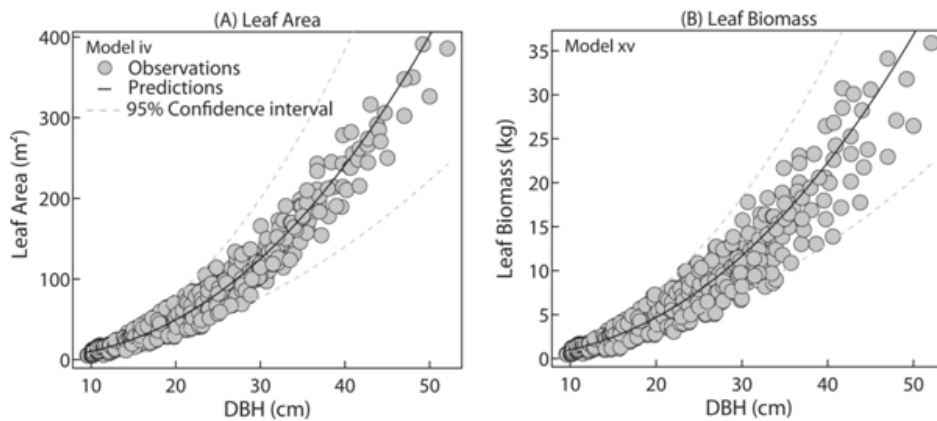 (A) Leaf Area
Model iv
Observations
Predictions
95% Confidence interval
Leaf Area (m²)
400
300
200
100
0
10 20 30 40 50
DBH (cm)
(B) Leaf Biomass
Model xv
Leaf Biomass (kg)
35
30
25
20
15
10
5
0
10 20 30 40 50
DBH (cm)